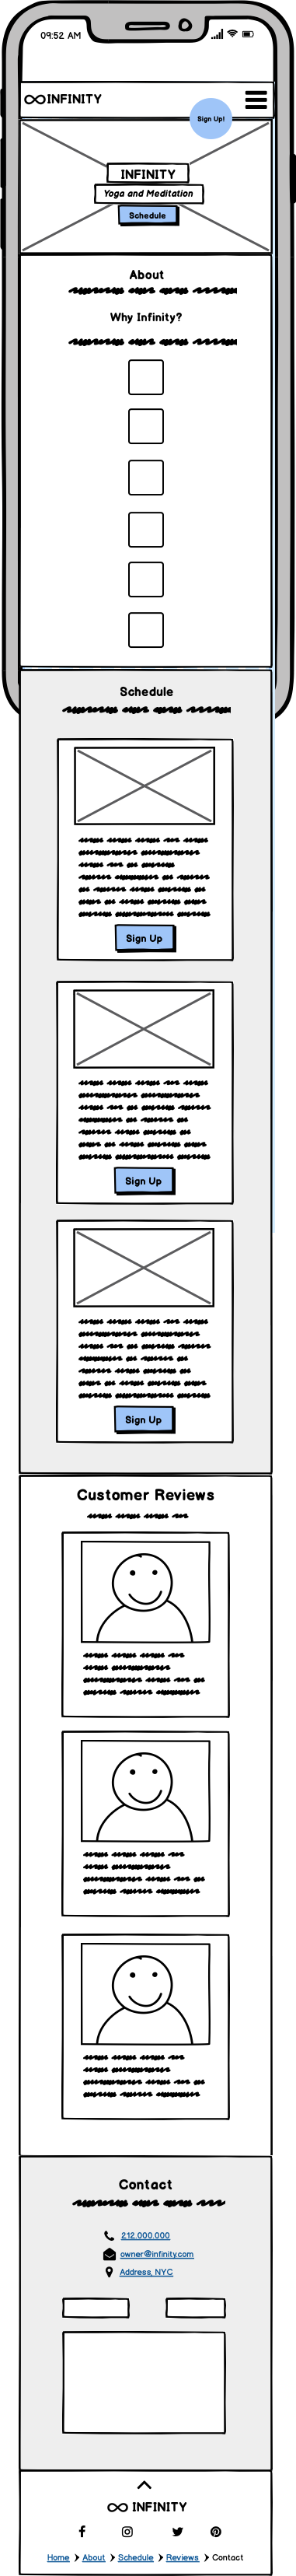 09:52 AM
INFINITY
Sign Up!
INFINITY
Yoga and Meditation
Schedule
About
Why Infinity?
Schedule
Sign Up
Sign Up
Sign Up
Customer Reviews
Contact
212.000.000
owner@infinity.com
Address, NYC
INFINITY
Home > About > Schedule > Reviews > Contact